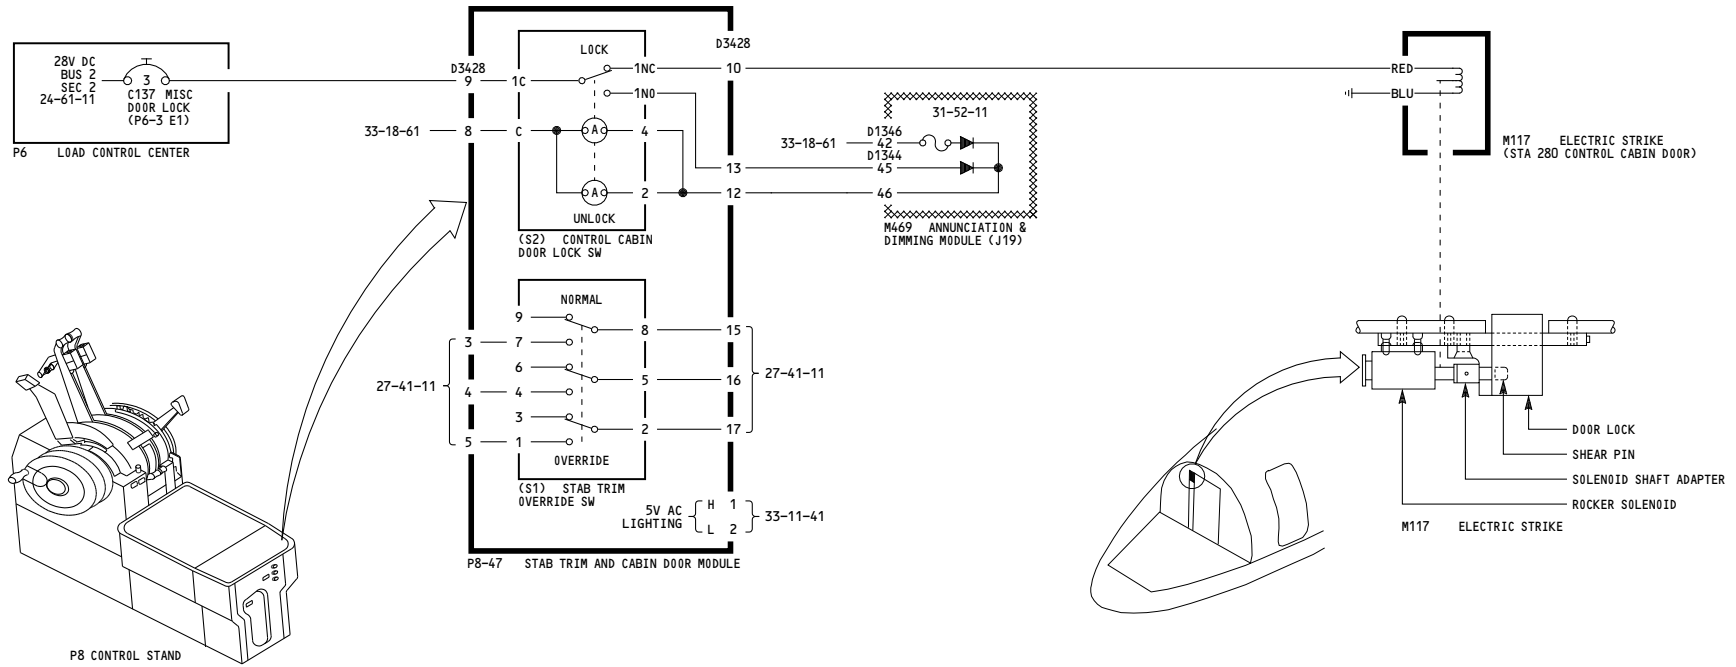 28V DC
BUS 2
SEC 2
24-61-11
3
C137 MISC
DOOR LOCK
(P6-3 E1)
P6 LOAD CONTROL CENTER
D3428
9
1C
LOCK
1NC
1NO
D3428
10
33-18-61
8
C
A
4
A
2
UNLOCK
13
12
(S2) CONTROL CABIN
DOOR LOCK SW
31-52-11
33-18-61
D1346
42
D1344
45
46
M469 ANNUNCIATION &
DIMMING MODULE (J19)
RED
BLU
M117 ELECTRIC STRIKE
(STA 280 CONTROL CABIN DOOR)
NORMAL
9
8
15
3
7
6
5
16
27-41-11
27-41-11
4
4
3
2
17
5
1
OVERRIDE
(S1) STAB TRIM
OVERRIDE SW
5V AC
LIGHTING
H
1
L
2
33-11-41
P8-47 STAB TRIM AND CABIN DOOR MODULE
P8 CONTROL STAND
DOOR LOCK
SHEAR PIN
SOLENOID SHAFT ADAPTER
ROCKER SOLENOID
M117 ELECTRIC STRIKE